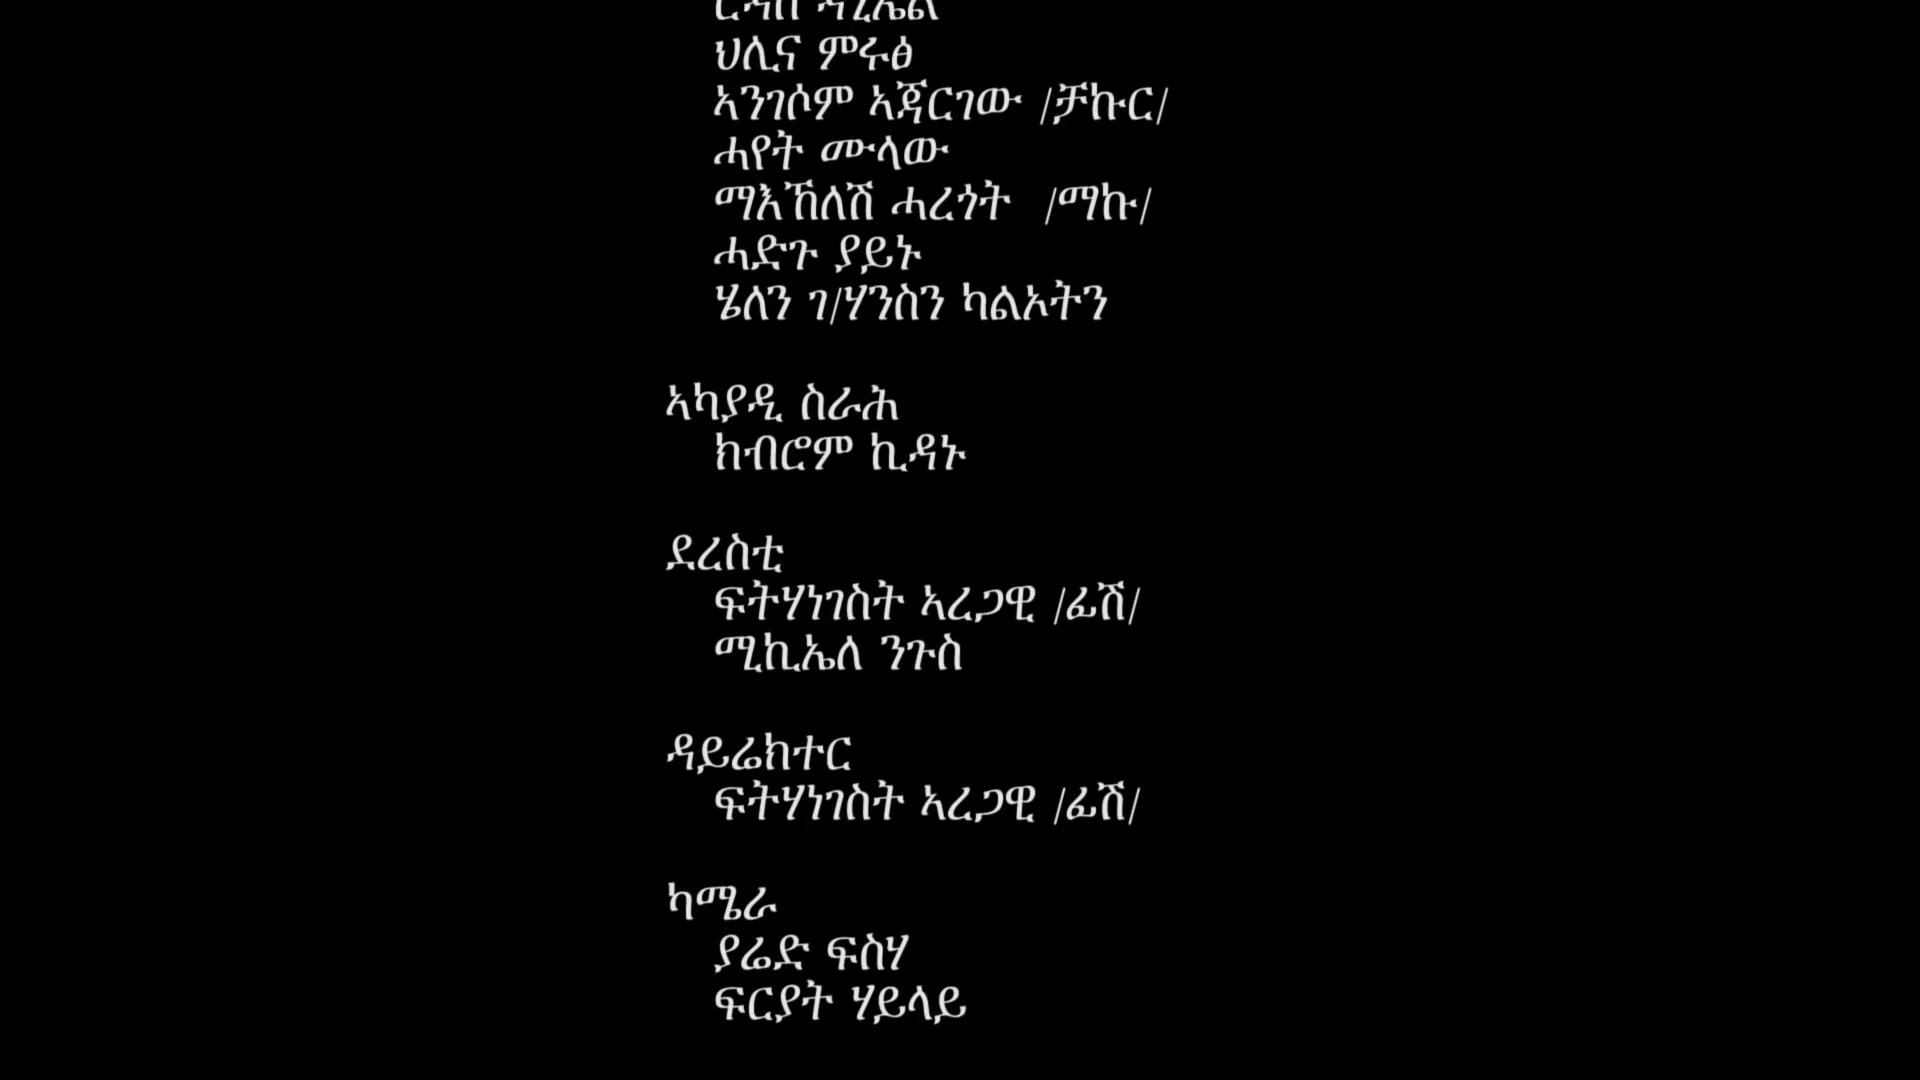 ህሊና ምሩፅ
ኣንገሶም ኣጃርገው /ቻኩር/
ሓየት ሙላው
ማእኸለሽ ሓረጎት /ማኩ/
ሓድጉ ያይኑ
ሄለን ገ/ሃንስን ካልኦትን
ኣካያዲ ስራሕ
ክብሮም ኪዳኑ
ደረስቲ
ፍትሃነገስት ኣረጋዊ /ፊሽ/
ሚኪኤለ ንጉስ
ዳይሬክተር
ፍትሃነገስት ኣረጋዊ /ፊሽ/
ካሜራ
ያሬድ ፍስሃ
ፍርያት ሃይላይ